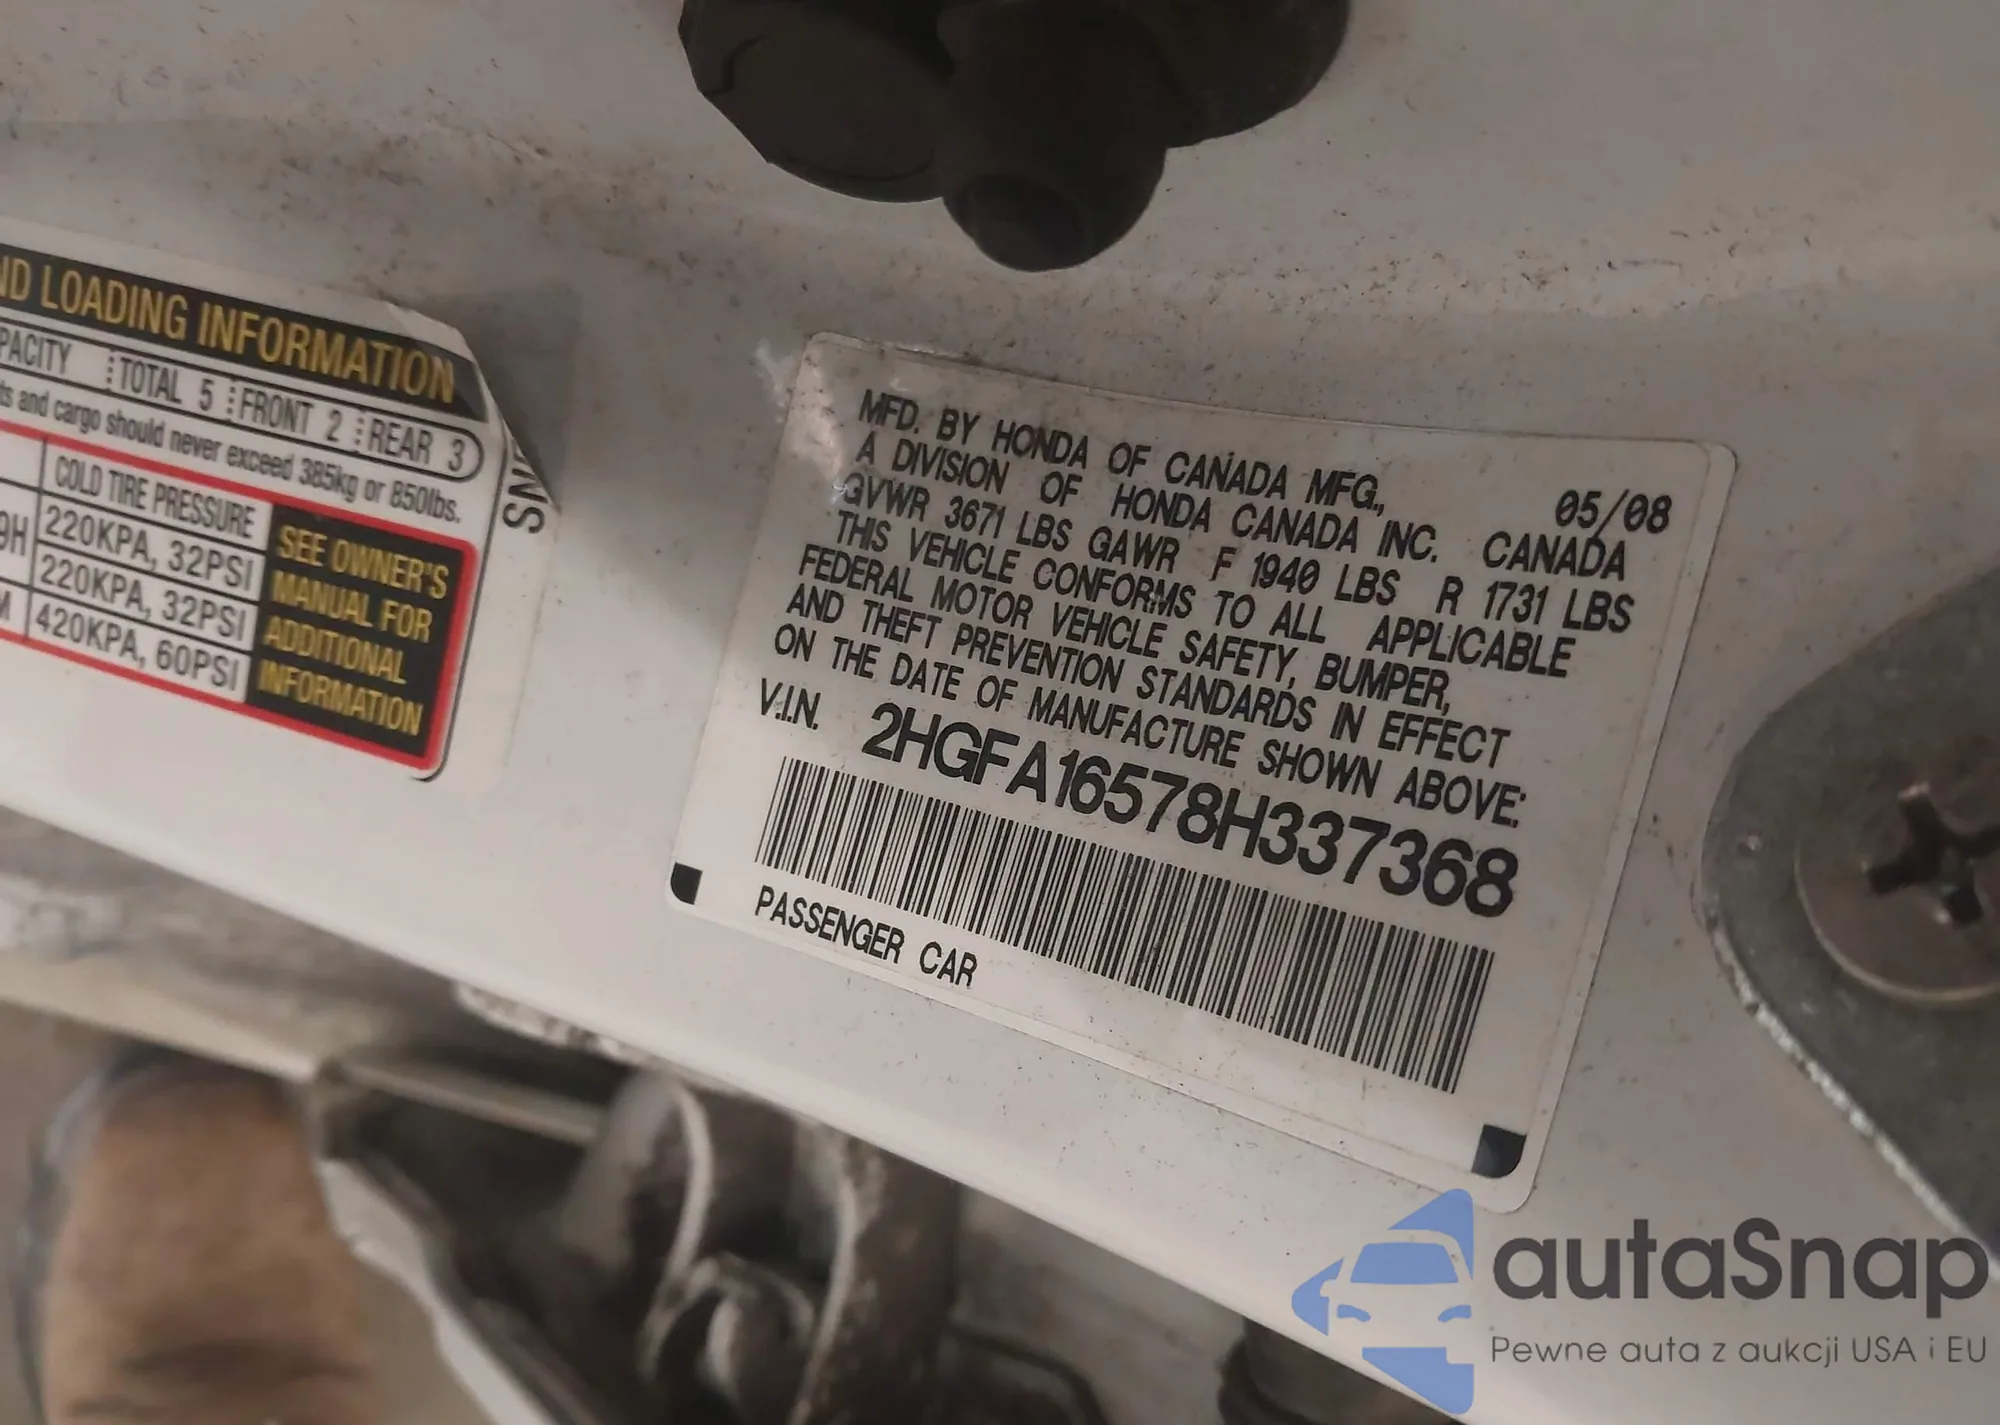 ND LOADING INFORMATION
PACITY TOTAL 5 FRONT 2 REAR 3
ts and cargo should never exceed 385kg or 850lbs.
COLD TIRE PRESSURE
9H 220KPA, 32PSI
220KPA, 32PSI
M 420KPA, 60PSI
SEE OWNER'S
MANUAL FOR
ADDITIONAL
INFORMATION
SNS
MFD. BY HONDA OF CANADA MFG., 05/08
A DIVISION OF HONDA CANADA INC. CANADA
GVWR 3671 LBS GAWR F 1940 LBS R 1731 LBS
THIS VEHICLE CONFORMS TO ALL APPLICABLE
FEDERAL MOTOR VEHICLE SAFETY, BUMPER,
AND THEFT PREVENTION STANDARDS IN EFFECT
ON THE DATE OF MANUFACTURE SHOWN ABOVE:
V.I.N. 2HGFA16578H337368
PASSENGER CAR
autaSnap
Pewne auta z aukcji USA i EU